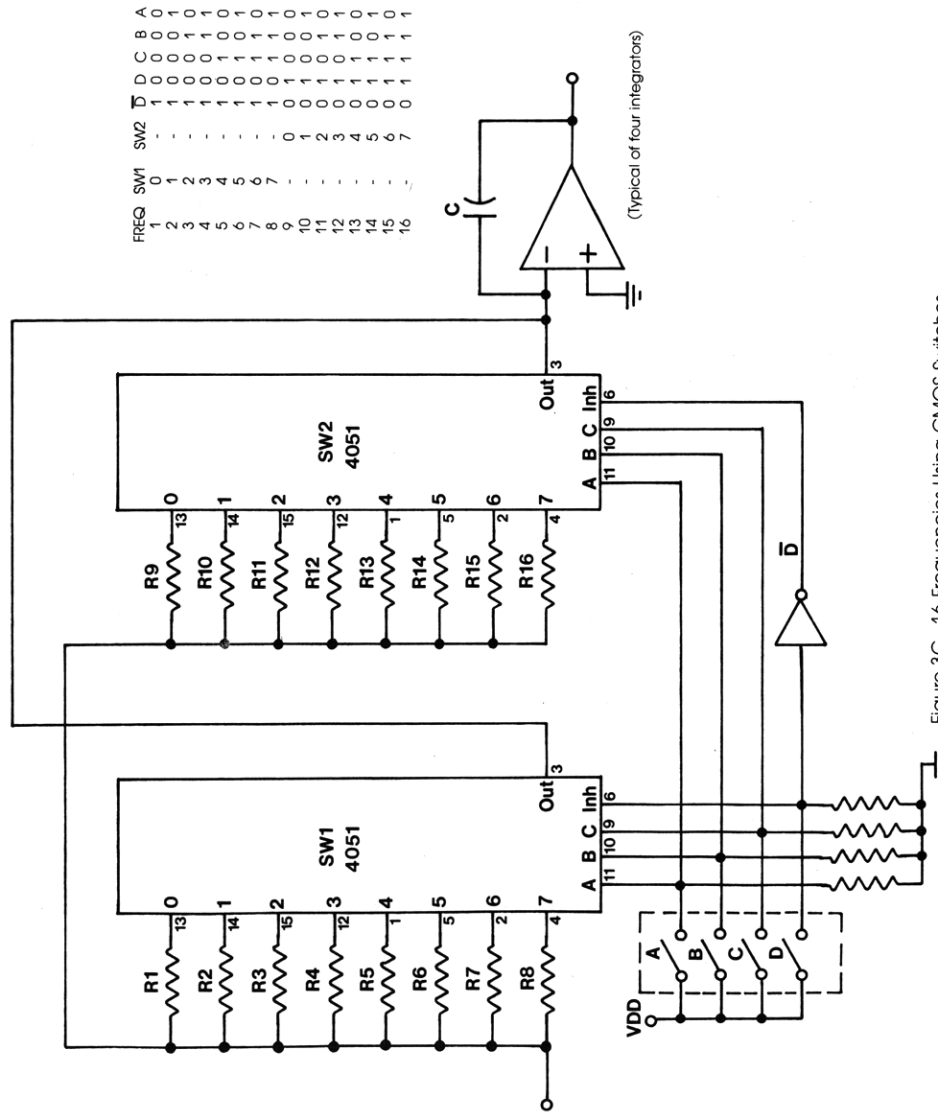 FREQ SW1 SW2 D̅ D C B A
1 0 - 1 0 0 0 0
2 1 - 1 0 0 0 1
3 2 - 1 0 0 1 0
4 3 - 1 0 0 1 1
5 4 - 1 0 1 0 0
6 5 - 1 0 1 0 1
7 6 - 1 0 1 1 0
8 7 - 1 0 1 1 1
9 - 0 0 1 0 0 0
10 - 1 0 1 0 0 1
11 - 2 0 1 0 1 0
12 - 3 0 1 0 1 1
13 - 4 0 1 1 0 0
14 - 5 0 1 1 0 1
15 - 6 0 1 1 1 0
16 - 7 0 1 1 1 1
R1 13 0
R2 14 1
R3 15 2
R4 12 3
R5 1 4
R6 5 5
R7 2 6
R8 4 7
SW1
4051
Out 3
A B C Inh
11 10 9 6
R9 13 0
R10 14 1
R11 15 2
R12 12 3
R13 1 4
R14 5 5
R15 2 6
R16 4 7
SW2
4051
Out 3
A B C Inh
11 10 9 6
C
−
+
(Typical of four integrators)
VDD
A
B
C
D
D̅
Figure 3C. 16 Frequencies Using CMOS Switches